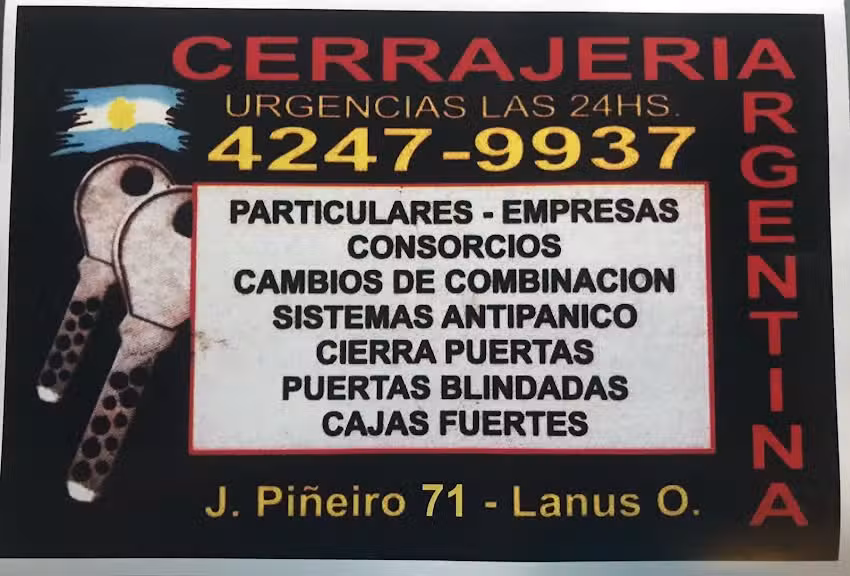 CERRAJERIA
ARGENTINA
URGENCIAS LAS 24HS.
4247-9937
PARTICULARES - EMPRESAS
CONSORCIOS
CAMBIOS DE COMBINACION
SISTEMAS ANTIPANICO
CIERRA PUERTAS
PUERTAS BLINDADAS
CAJAS FUERTES
J. Piñeiro 71 - Lanus O.